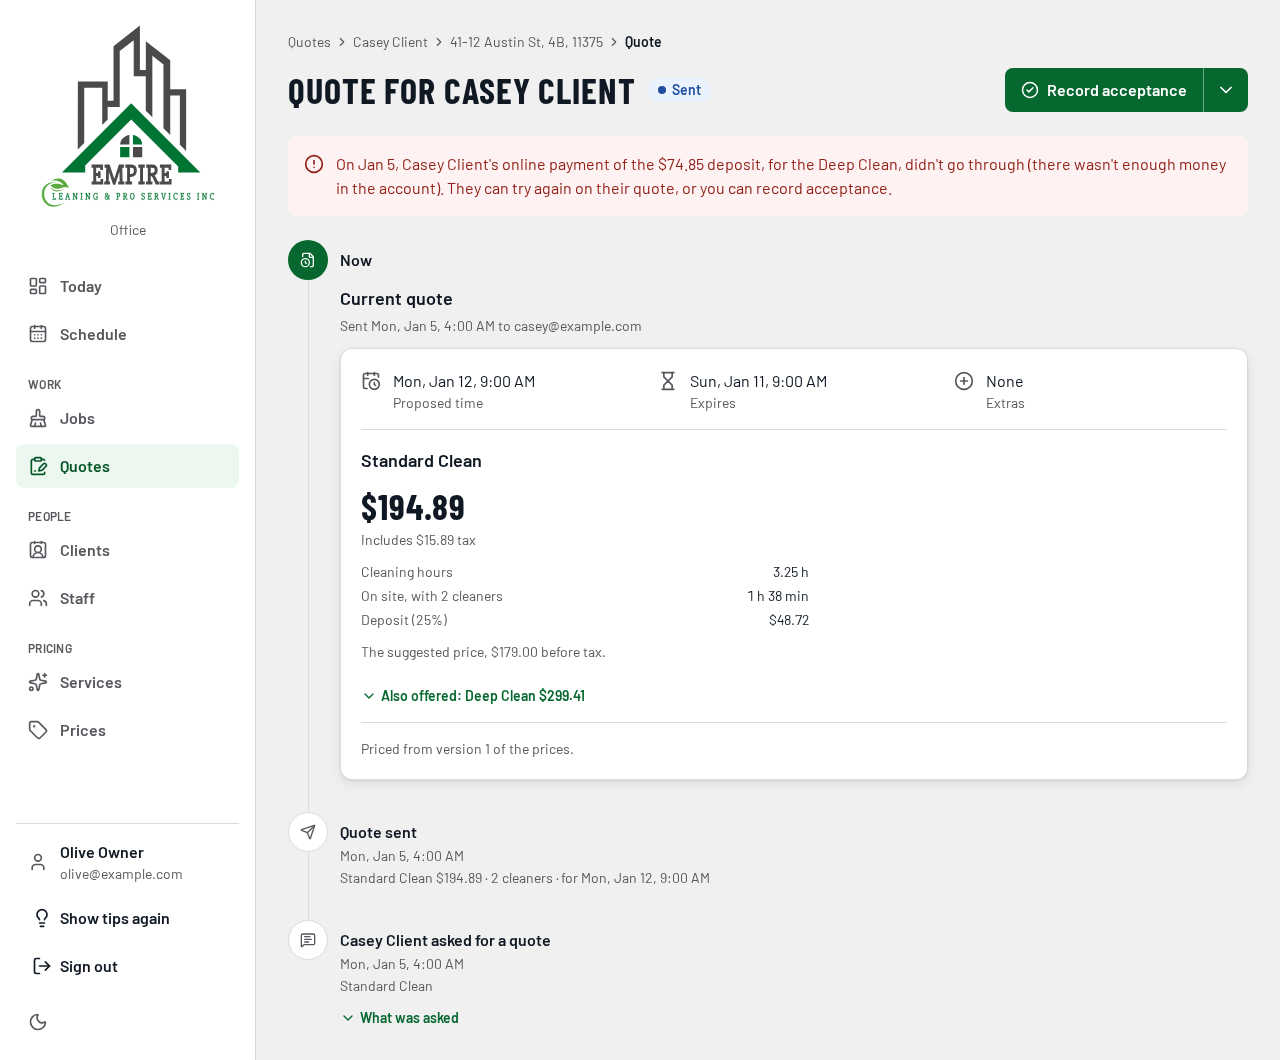 EMPIRE
LEANING & PRO SERVICES INC
Office
Today
Schedule
WORK
Jobs
Quotes
PEOPLE
Clients
Staff
PRICING
Services
Prices
Olive Owner
olive@example.com
Show tips again
Sign out
Quotes > Casey Client > 41-12 Austin St, 4B, 11375 > Quote
QUOTE FOR CASEY CLIENT
Sent
Record acceptance
On Jan 5, Casey Client's online payment of the $74.85 deposit, for the Deep Clean, didn't go through (there wasn't enough money
in the account). They can try again on their quote, or you can record acceptance.
Now
Current quote
Sent Mon, Jan 5, 4:00 AM to casey@example.com
Mon, Jan 12, 9:00 AM
Proposed time
Sun, Jan 11, 9:00 AM
Expires
None
Extras
Standard Clean
$194.89
Includes $15.89 tax
Cleaning hours 3.25 h
On site, with 2 cleaners 1 h 38 min
Deposit (25%) $48.72
The suggested price, $179.00 before tax.
Also offered: Deep Clean $299.41
Priced from version 1 of the prices.
Quote sent
Mon, Jan 5, 4:00 AM
Standard Clean $194.89 · 2 cleaners · for Mon, Jan 12, 9:00 AM
Casey Client asked for a quote
Mon, Jan 5, 4:00 AM
Standard Clean
What was asked